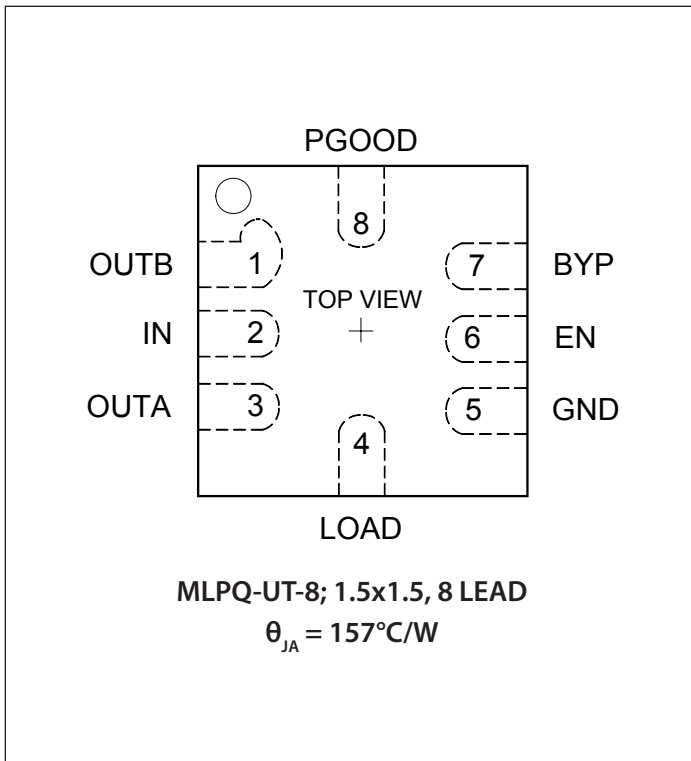 PGOOD
8
OUTB 1 7 BYP
TOP VIEW
IN 2 6 EN
OUTA 3 5 GND
4
LOAD
MLPQ-UT-8; 1.5x1.5, 8 LEAD
θJA = 157°C/W